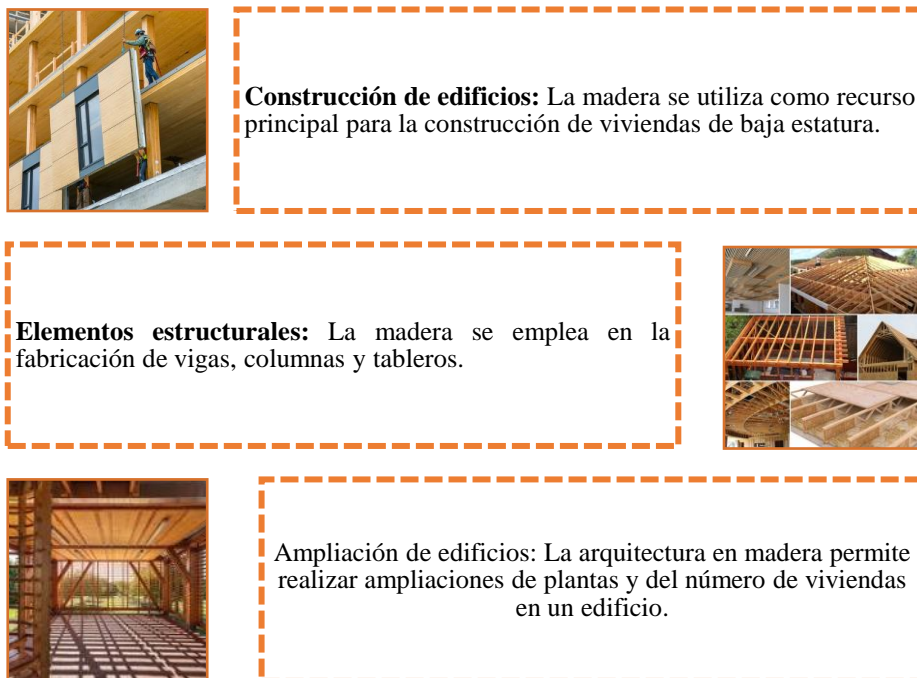 Construcción de edificios: La madera se utiliza como recurso
principal para la construcción de viviendas de baja estatura.
Elementos estructurales: La madera se emplea en la
fabricación de vigas, columnas y tableros.
Ampliación de edificios: La arquitectura en madera permite
realizar ampliaciones de plantas y del número de viviendas
en un edificio.